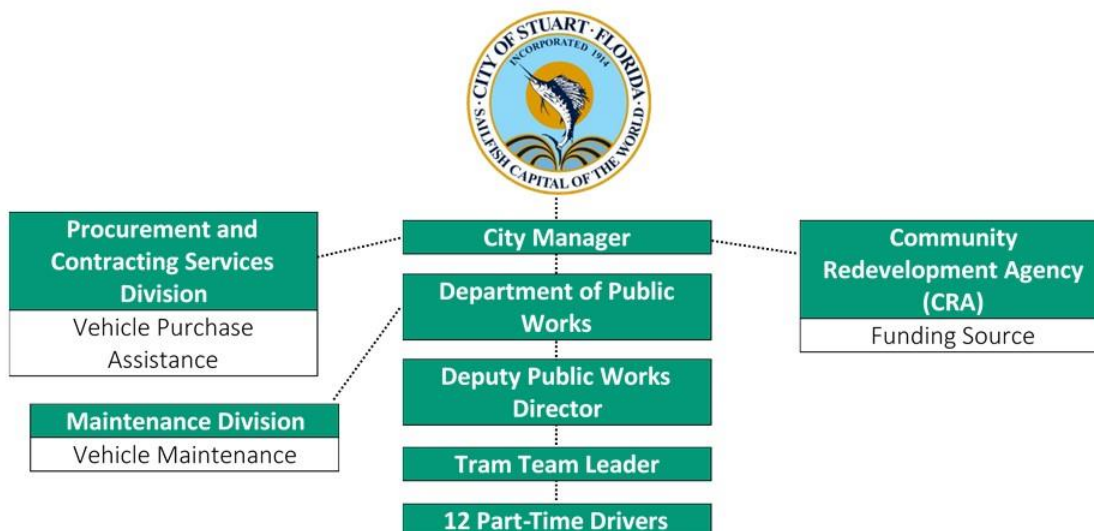 CITY OF STUART · FLORIDA
INCORPORATED 1914
· SAILFISH CAPITAL OF THE WORLD ·
Procurement and
Contracting Services
Division
Vehicle Purchase
Assistance
Maintenance Division
Vehicle Maintenance
City Manager
Department of Public
Works
Deputy Public Works
Director
Tram Team Leader
12 Part-Time Drivers
Community
Redevelopment Agency
(CRA)
Funding Source